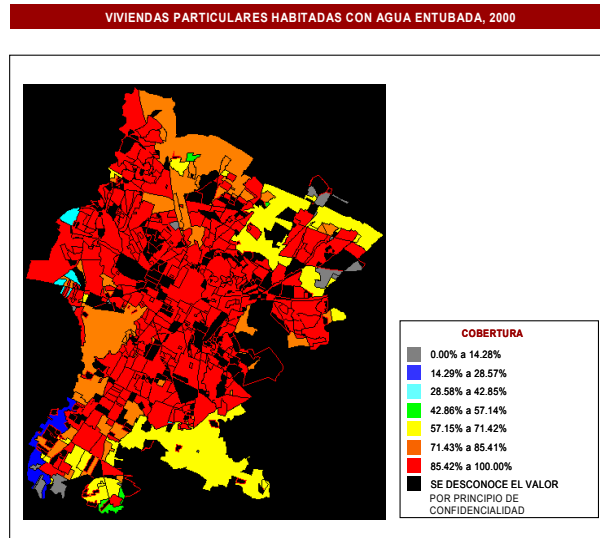 VIVIENDAS PARTICULARES HABITADAS CON AGUA ENTUBADA, 2000
COBERTURA
0.00% a 14.28%
14.29% a 28.57%
28.58% a 42.85%
42.86% a 57.14%
57.15% a 71.42%
71.43% a 85.41%
85.42% a 100.00%
SE DESCONOCE EL VALOR
POR PRINCIPIO DE
CONFIDENCIALIDAD